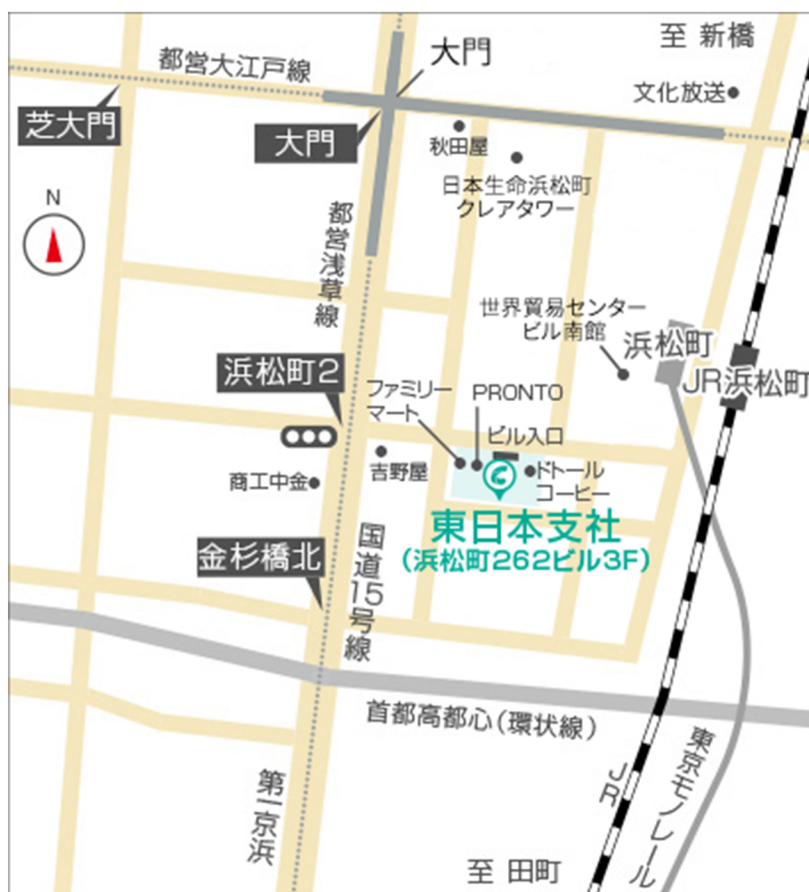 至 新橋
大門
都営大江戸線
文化放送
芝大門
大門
秋田屋
日本生命浜松町
クレアタワー
N
都営浅草線
世界貿易センター
ビル南館
浜松町
JR浜松町
浜松町2
ファミリー
マート
PRONTO
ビル入口
吉野屋
ドトール
コーヒー
商工中金
東日本支社
(浜松町262ビル3F)
国道15号線
金杉橋北
首都高都心(環状線)
東京モノレール
JR
第一京浜
至 田町